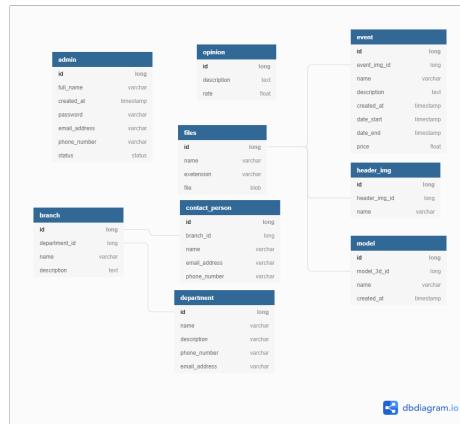 admin
id long
full_name varchar
created_at timestamp
password varchar
email_address varchar
phone_number varchar
status status
opinion
id long
description text
rate float
event
id long
event_img_id long
name varchar
description text
created_at timestamp
date_start timestamp
date_end timestamp
price float
files
id long
name varchar
exetension varchar
file blob
header_img
id long
header_img_id long
name varchar
branch
id long
department_id long
name varchar
description text
contact_person
id long
branch_id long
name varchar
email_address varchar
phone_number varchar
model
id long
model_3d_id long
name varchar
created_at timestamp
department
id long
name varchar
description varchar
phone_number varchar
email_address varchar
dbdiagram.io